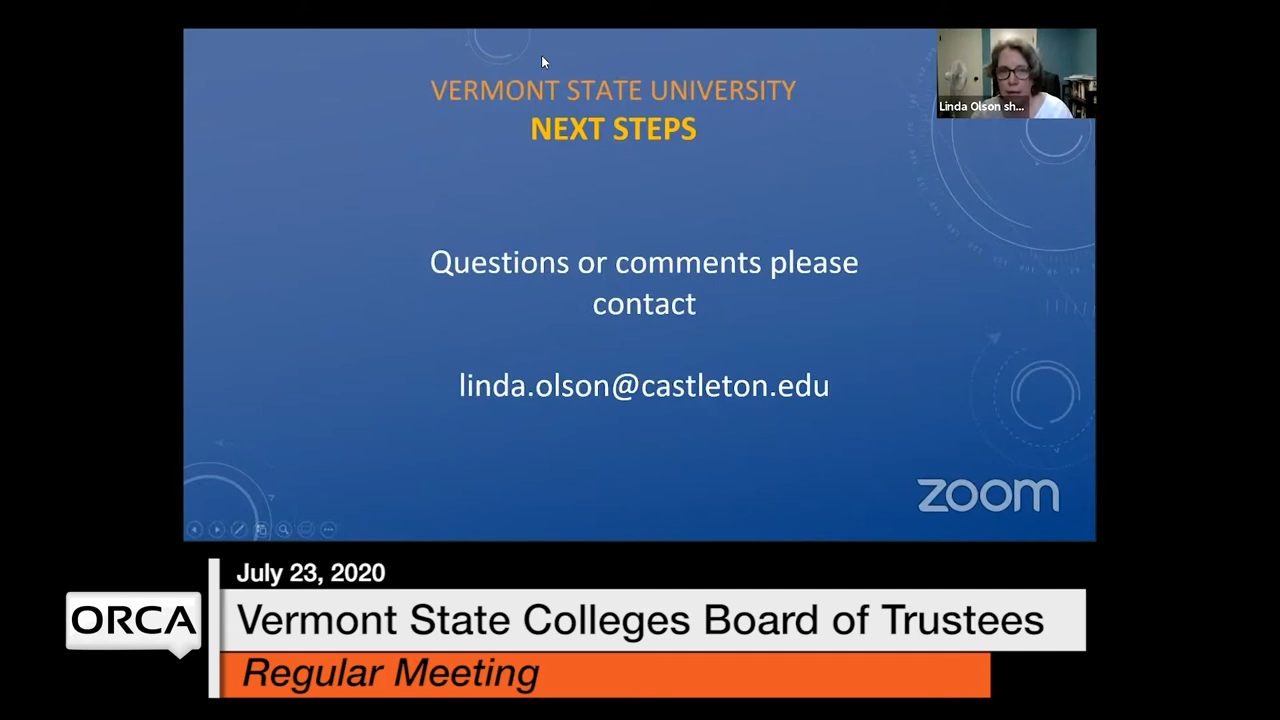 VERMONT STATE UNIVERSITY
NEXT STEPS
Linda Olson sh...
Questions or comments please
contact
linda.olson@castleton.edu
zoom
July 23, 2020
ORCA
Vermont State Colleges Board of Trustees
Regular Meeting